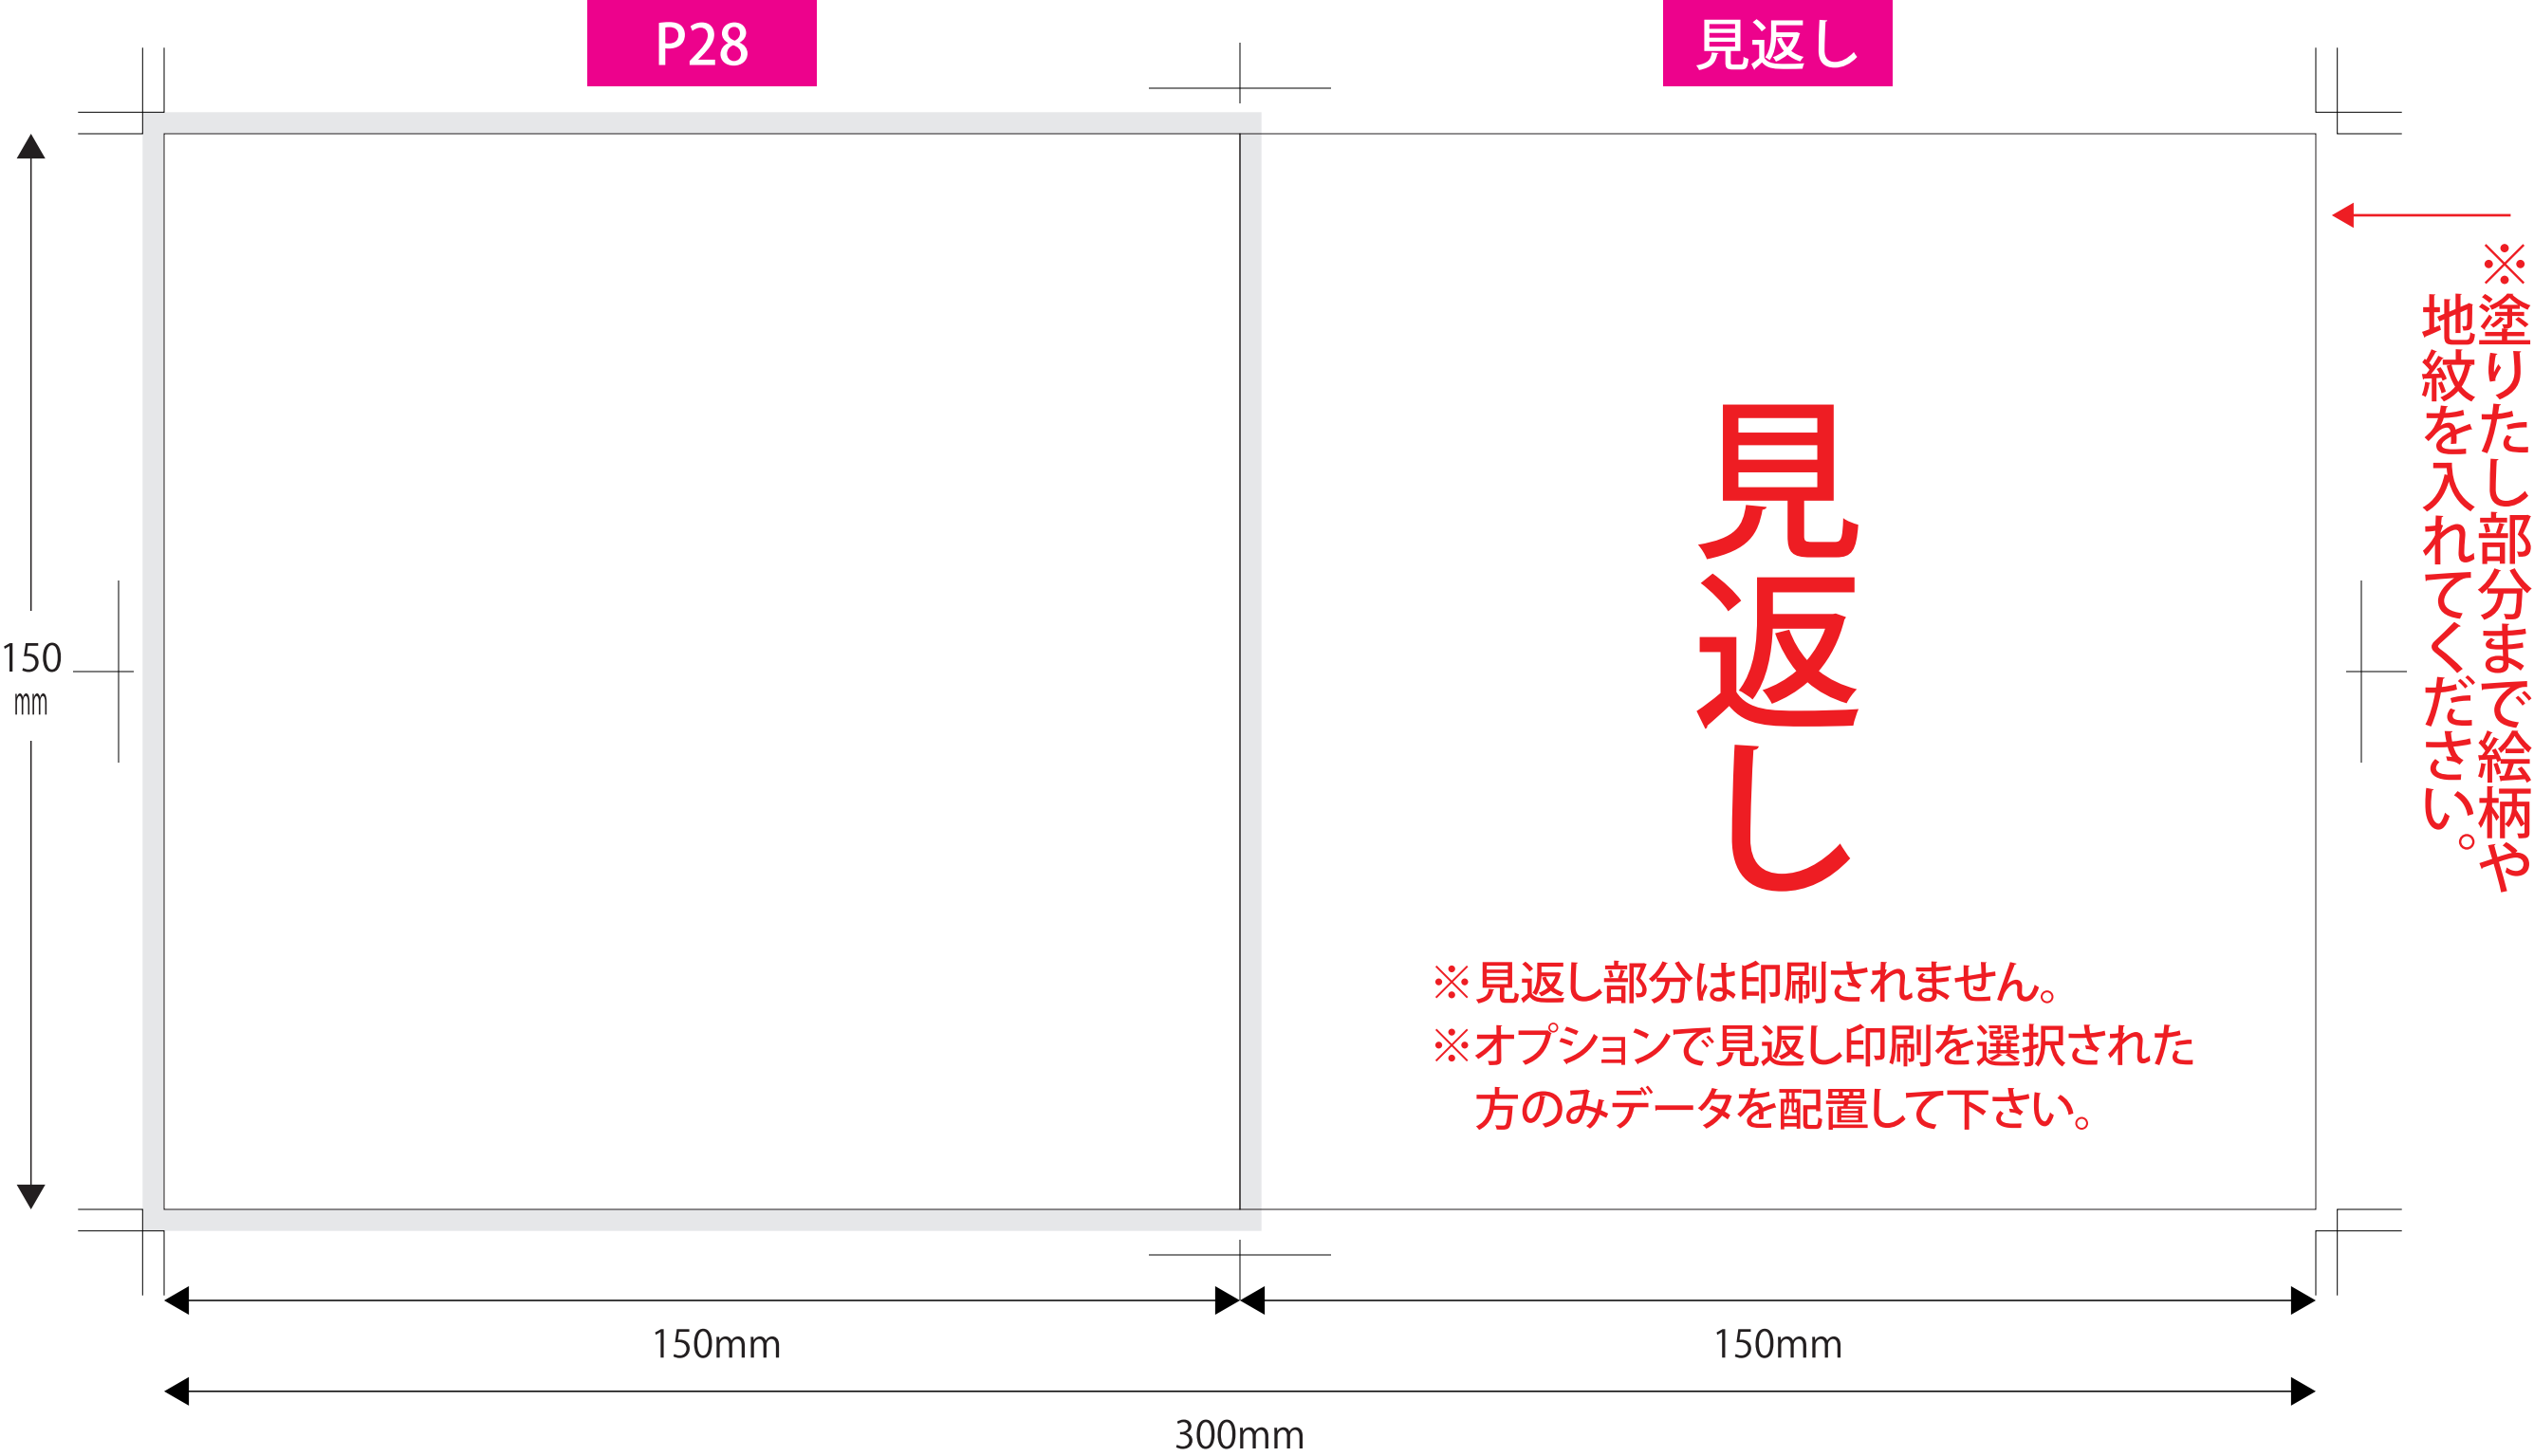 P28
見返し
※塗りたし部分まで絵柄や
地紋を入れてください。
見返し
150
mm
※見返し部分は印刷されません。
※オプションで見返し印刷を選択された
方のみデータを配置して下さい。
150mm
150mm
300mm